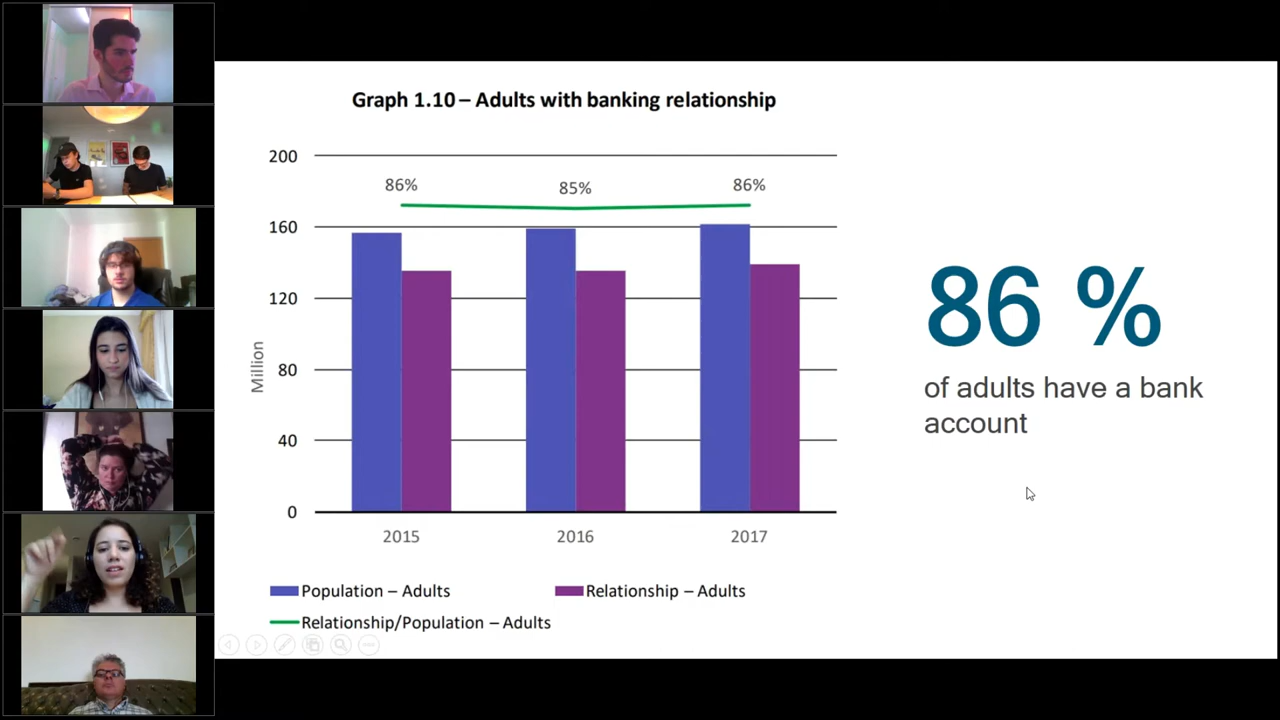 Graph 1.10 – Adults with banking relationship
200
86% 85% 86%
160
120
80
40
0
Million
2015 2016 2017
Population – Adults Relationship – Adults
Relationship/Population – Adults
86 %
of adults have a bank
account